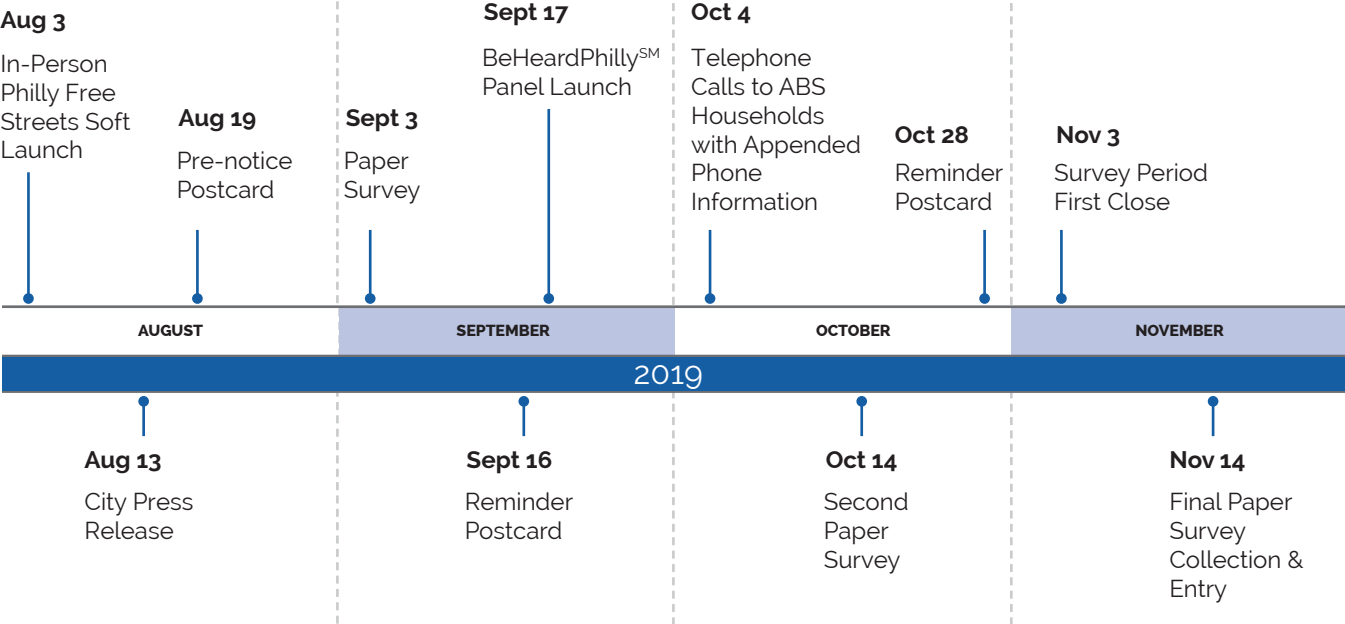 Aug 3
In-Person
Philly Free
Streets Soft
Launch
Aug 19
Pre-notice
Postcard
Sept 3
Paper
Survey
Sept 17
BeHeardPhilly℠
Panel Launch
Oct 4
Telephone
Calls to ABS
Households
with Appended
Phone
Information
Oct 28
Reminder
Postcard
Nov 3
Survey Period
First Close
AUGUST
SEPTEMBER
OCTOBER
NOVEMBER
2019
Aug 13
City Press
Release
Sept 16
Reminder
Postcard
Oct 14
Second
Paper
Survey
Nov 14
Final Paper
Survey
Collection &
Entry